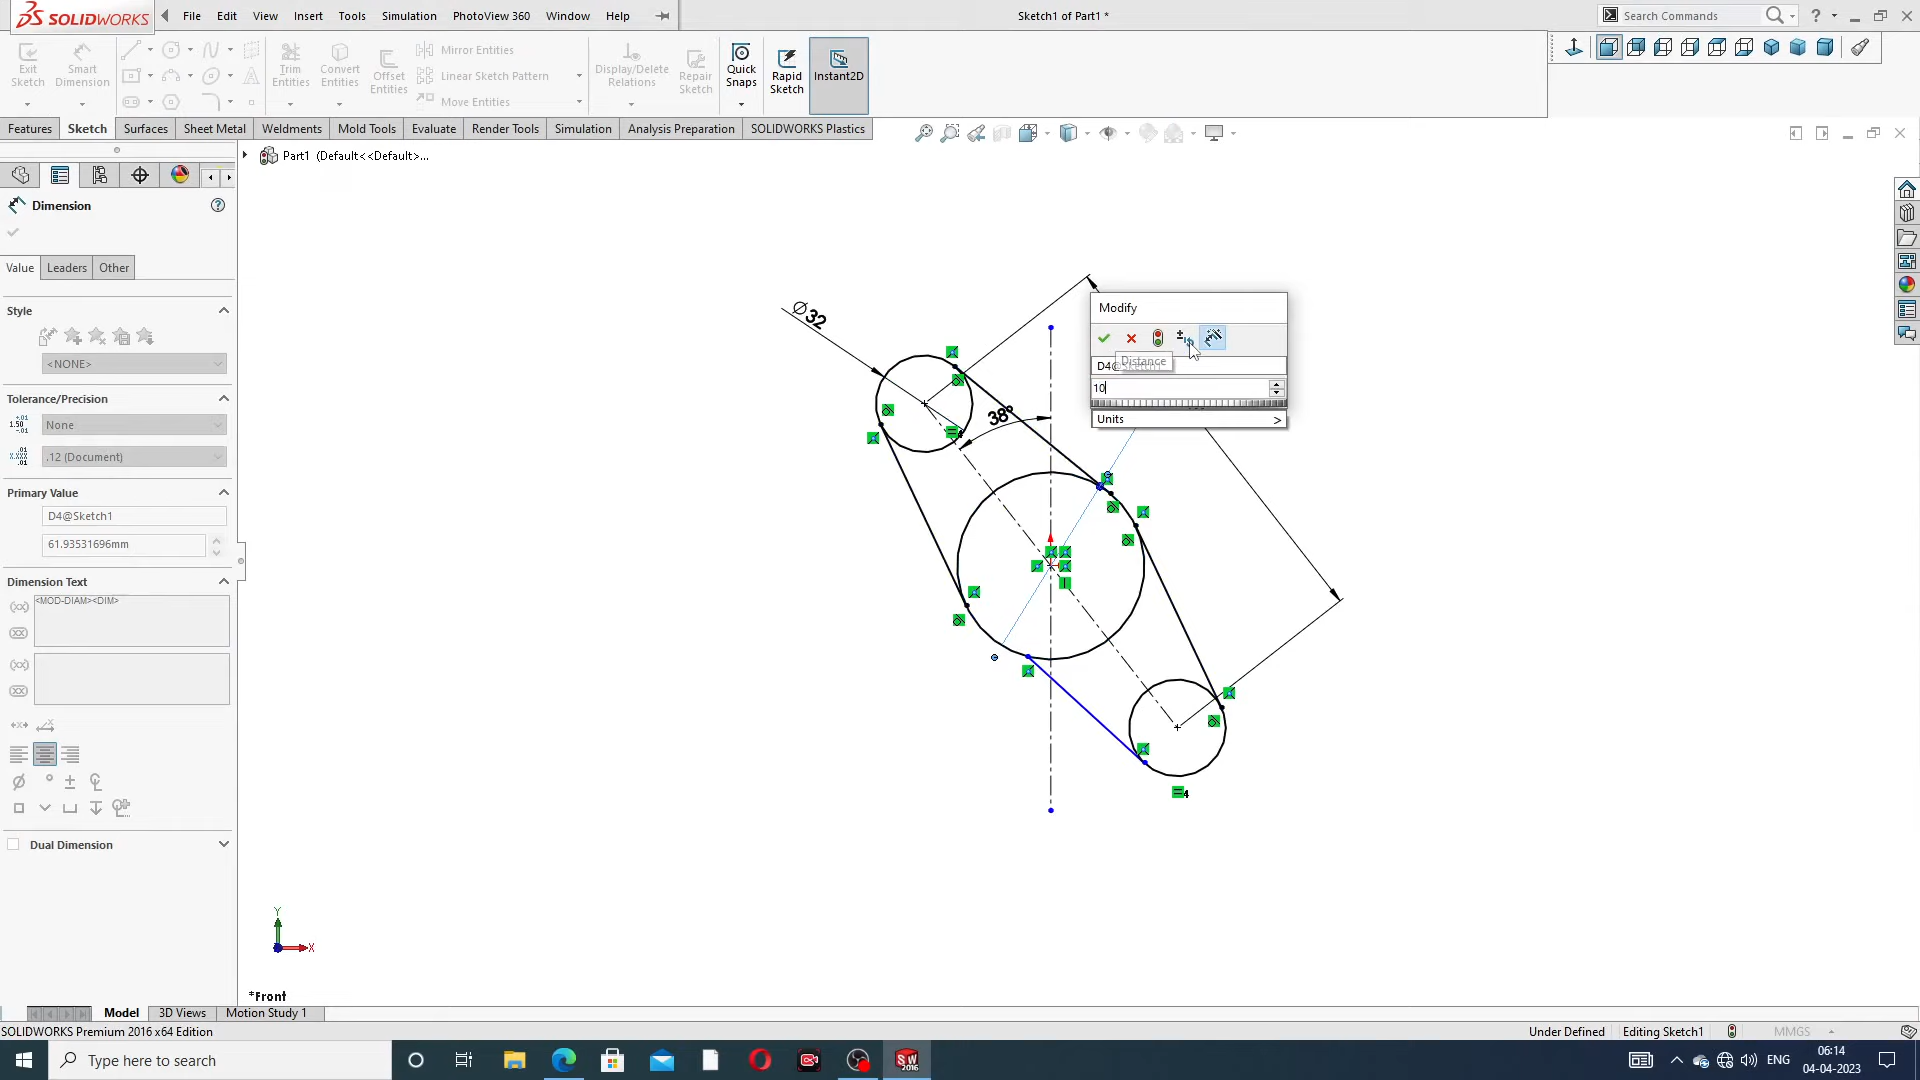 SOLIDWORKS File Edit View Insert Tools Simulation PhotoView 360 Window Help Sketch1 of Part1 * Search Commands
Exit Sketch
Smart Dimension
Trim Entities
Convert Entities
Offset Entities
Mirror Entities
Linear Sketch Pattern
Move Entities
Display/Delete Relations
Repair Sketch
Quick Snaps
Rapid Sketch
Instant2D
Features Sketch Surfaces Sheet Metal Weldments Mold Tools Evaluate Render Tools Simulation Analysis Preparation SOLIDWORKS Plastics
Part1 (Default<<Default>...
Dimension
Value Leaders Other
Style
<NONE>
Tolerance/Precision
None
.12 (Document)
Primary Value
D4@Sketch1
61.93531696mm
Dimension Text
<MOD-DIAM><DIM>
Dual Dimension
∅32
38°
Modify
D4@
Distance
10
Units >
4
4
Y
X
*Front
Model 3D Views Motion Study 1
SOLIDWORKS Premium 2016 x64 Edition Under Defined Editing Sketch1 MMGS
Type here to search
ENG
06:14
04-04-2023